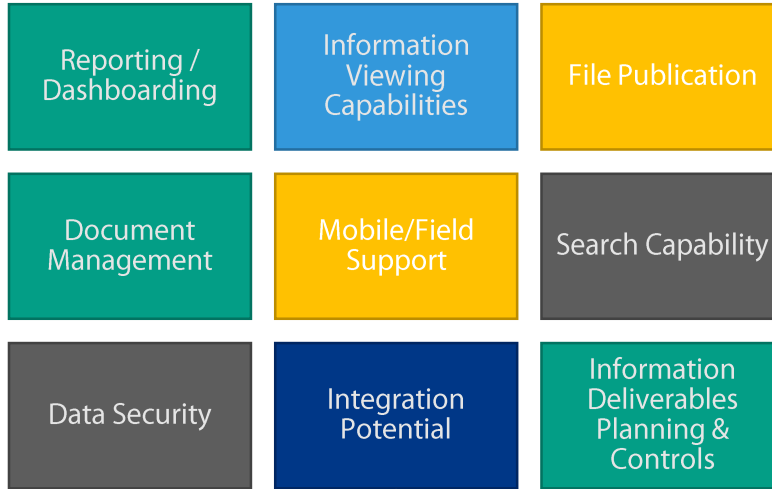 Reporting /
Dashboarding
Information
Viewing
Capabilities
File Publication
Document
Management
Mobile/Field
Support
Search Capability
Data Security
Integration
Potential
Information
Deliverables
Planning &
Controls